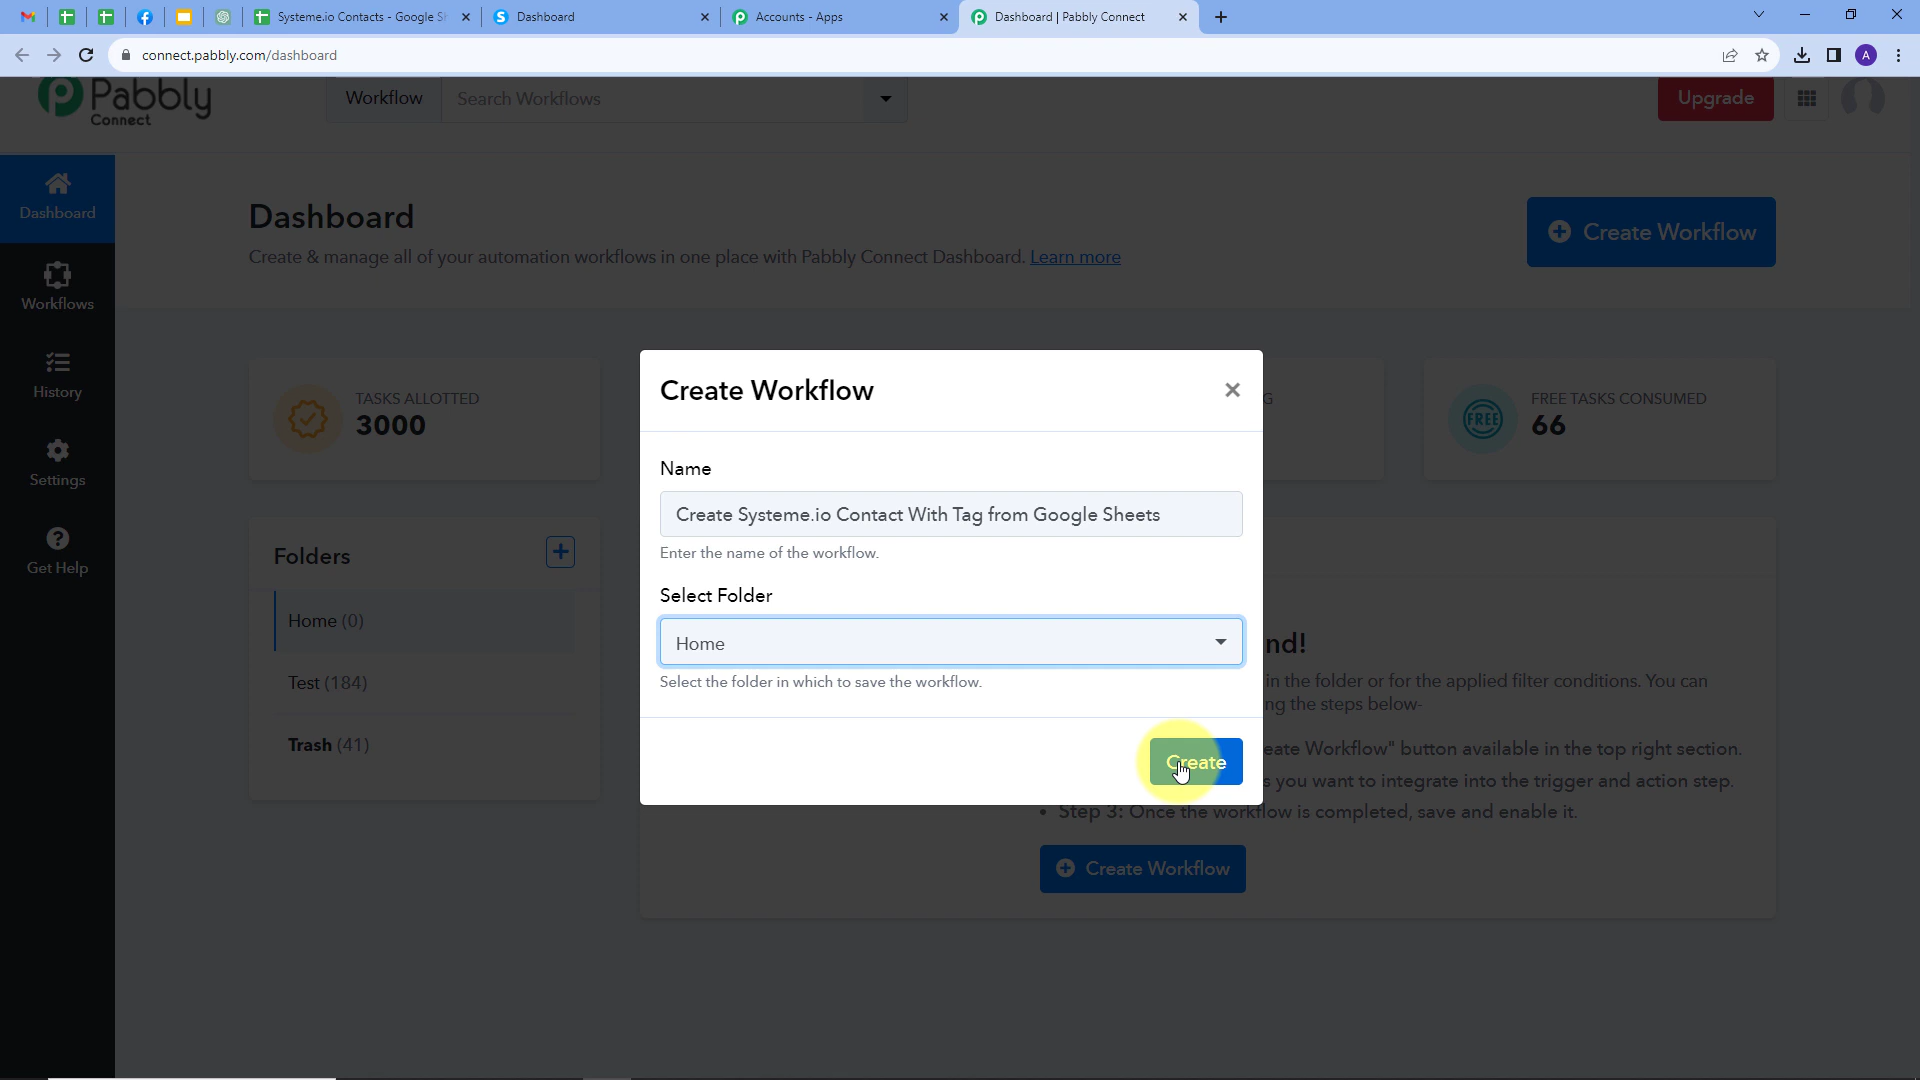 Systeme.io Contacts - Google Sh
Dashboard
Accounts - Apps
Dashboard | Pabbly Connect
connect.pabbly.com/dashboard
A
Pabbly
Connect
Workflow
Search Workflows
Upgrade
Dashboard
Workflows
History
Settings
Get Help
Dashboard
Create & manage all of your automation workflows in one place with Pabbly Connect Dashboard. Learn more
Create Workflow
TASKS ALLOTTED
3000
G
FREE
FREE TASKS CONSUMED
66
Folders
Home (0)
Test (184)
Trash (41)
Create Workflow
Name
Create Systeme.io Contact With Tag from Google Sheets
Enter the name of the workflow.
Select Folder
Home
Select the folder in which to save the workflow.
Create
nd!
in the folder or for the applied filter conditions. You can
ng the steps below-
eate Workflow" button available in the top right section.
s you want to integrate into the trigger and action step.
• Step 3: Once the workflow is completed, save and enable it.
Create Workflow